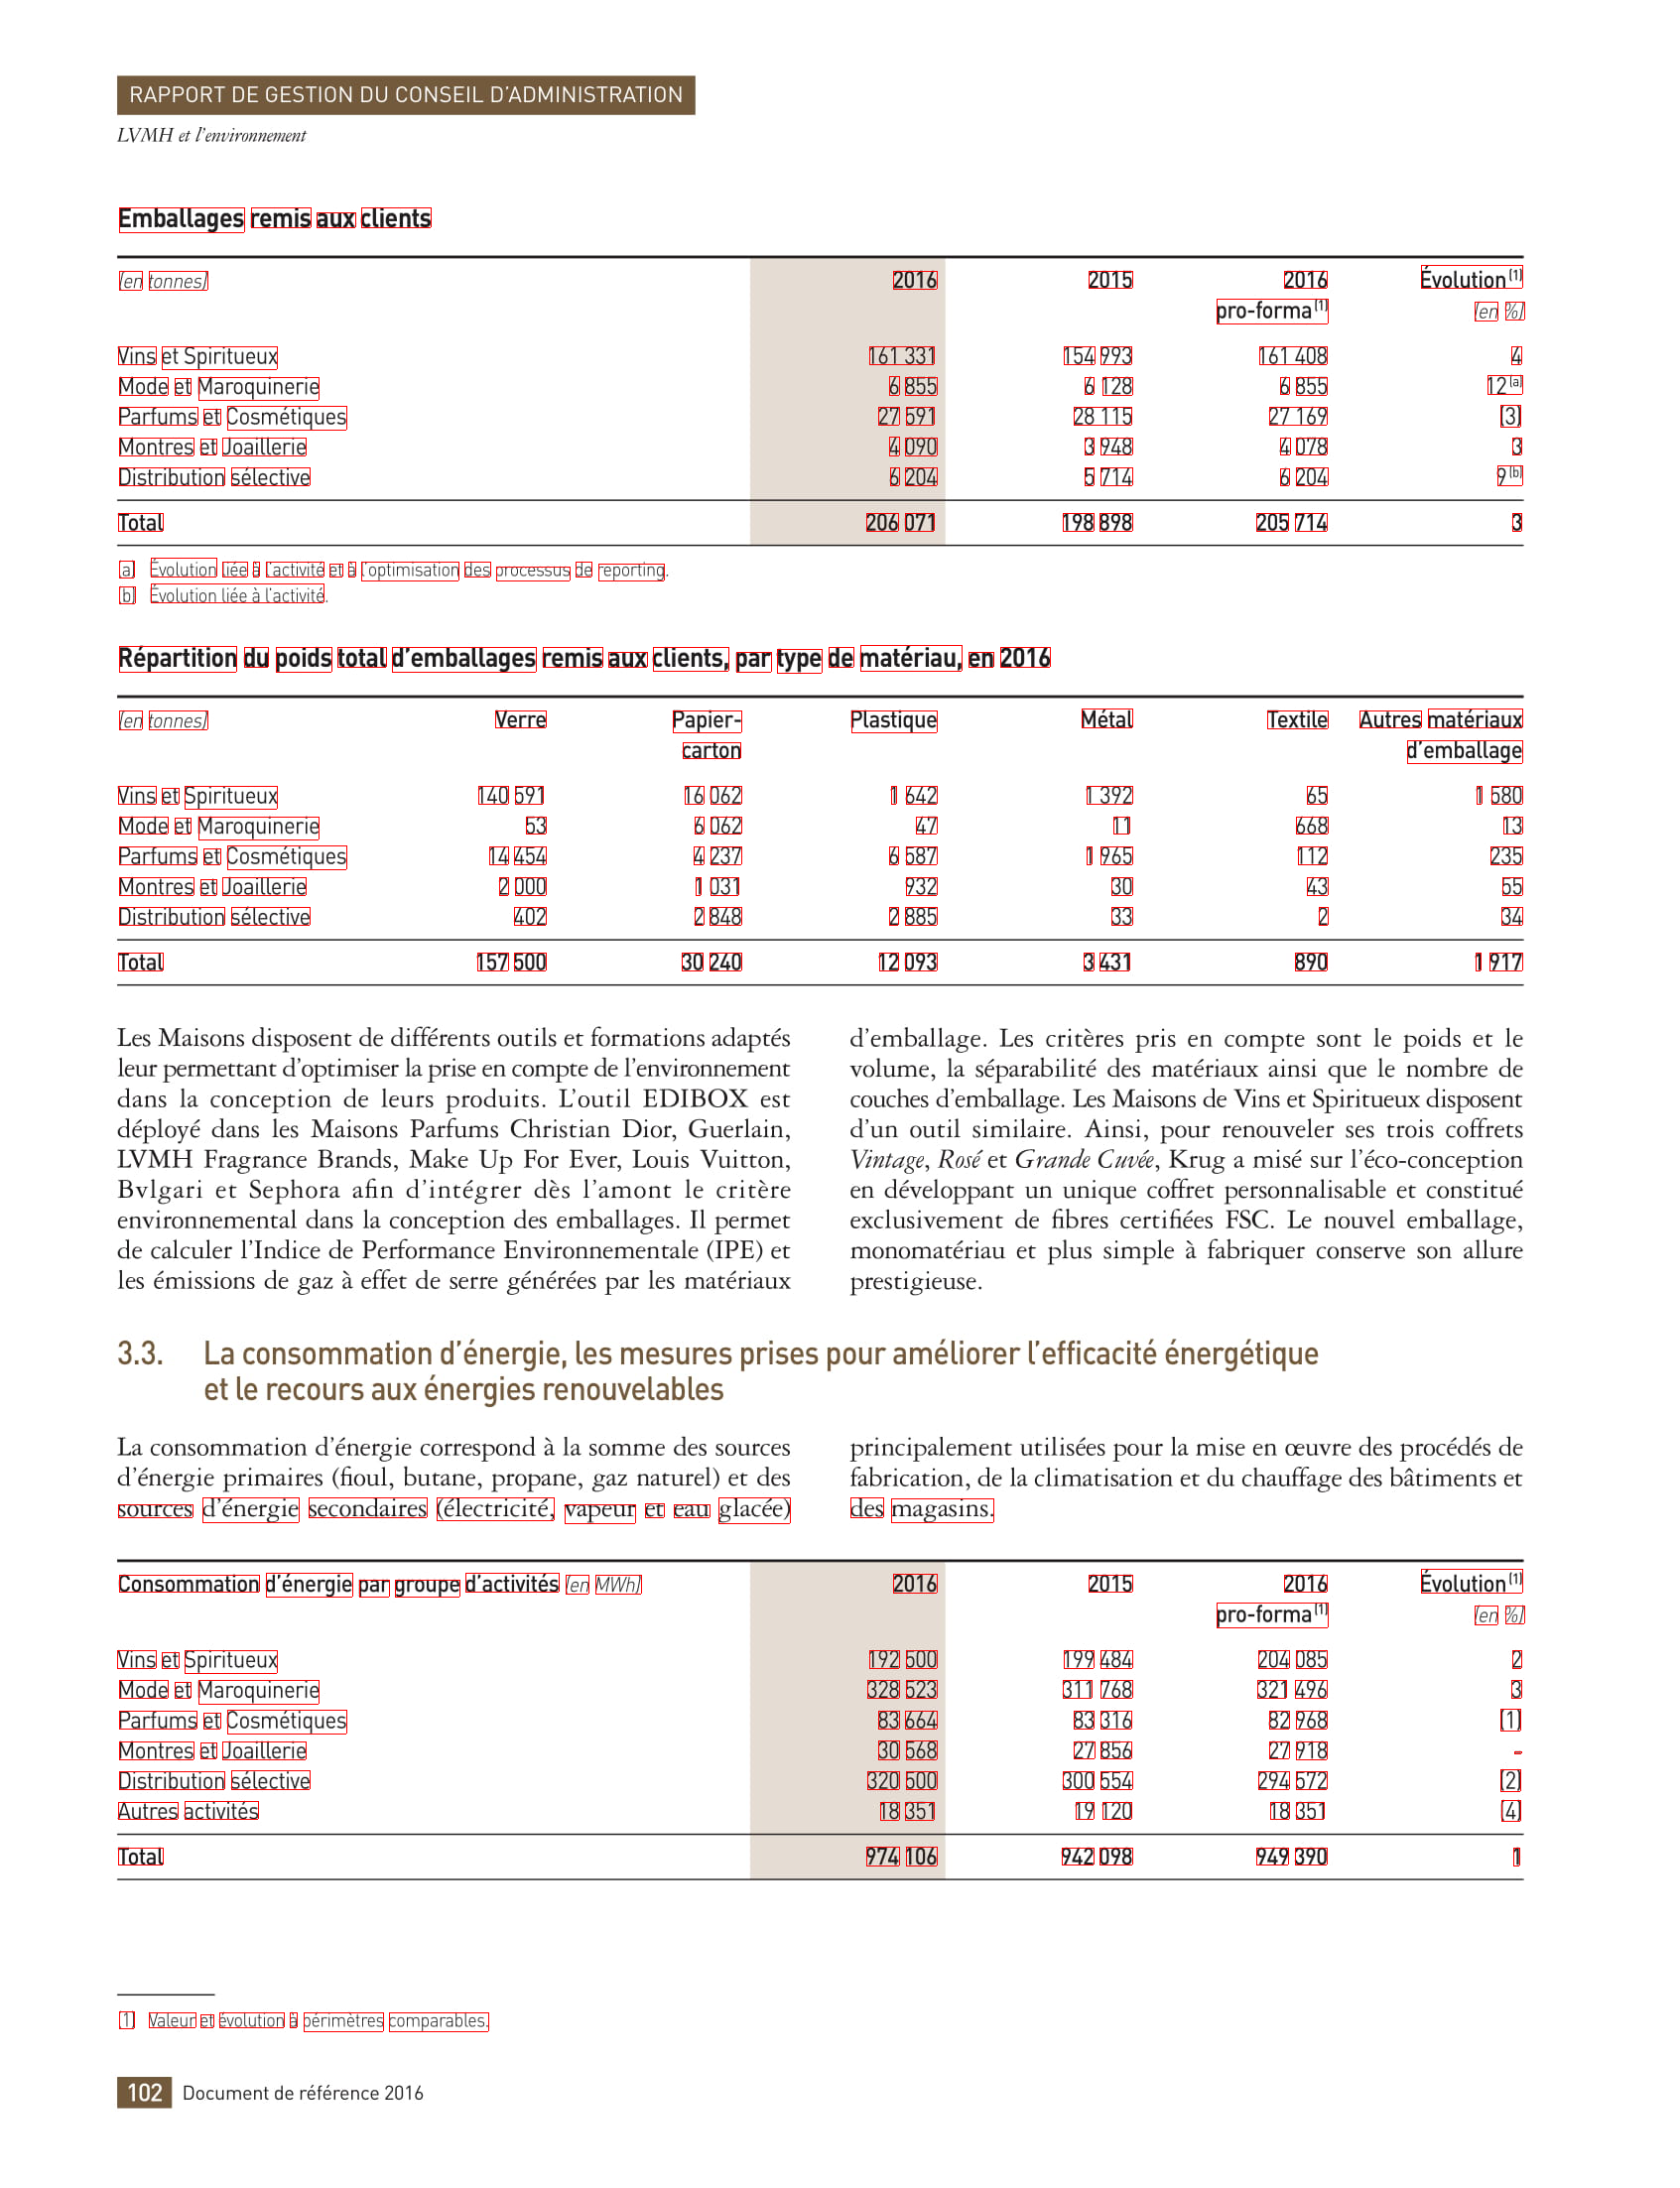 RAPPORT DE GESTION DU CONSEIL D’ADMINISTRATION
LVMH et l’environnement
Emballages remis aux clients
(en tonnes) 2016 2015 2016 Évolution (1)
pro-forma (1) (en %)
Vins et Spiritueux 161 331 154 993 161 408 4
Mode et Maroquinerie 6 855 6 128 6 855 12 (a)
Parfums et Cosmétiques 27 591 28 115 27 169 (3)
Montres et Joaillerie 4 090 3 948 4 078 3
Distribution sélective 6 204 5 714 6 204 9 (b)
Total 206 071 198 898 205 714 3
(a) Évolution liée à l’activité et à l’optimisation des processus de reporting.
(b) Évolution liée à l’activité.
Répartition du poids total d’emballages remis aux clients, par type de matériau, en 2016
(en tonnes) Verre Papier- Plastique Métal Textile Autres matériaux
carton d’emballage
Vins et Spiritueux 140 591 16 062 1 642 1 392 65 1 580
Mode et Maroquinerie 53 6 062 47 11 668 13
Parfums et Cosmétiques 14 454 4 237 6 587 1 965 112 235
Montres et Joaillerie 2 000 1 031 932 30 43 55
Distribution sélective 402 2 848 2 885 33 2 34
Total 157 500 30 240 12 093 3 431 890 1 917
Les Maisons disposent de différents outils et formations adaptés
leur permettant d’optimiser la prise en compte de l’environnement
dans la conception de leurs produits. L’outil EDIBOX est
déployé dans les Maisons Parfums Christian Dior, Guerlain,
LVMH Fragrance Brands, Make Up For Ever, Louis Vuitton,
Bvlgari et Sephora afin d’intégrer dès l’amont le critère
environnemental dans la conception des emballages. Il permet
de calculer l’Indice de Performance Environnementale (IPE) et
les émissions de gaz à effet de serre générées par les matériaux
d’emballage. Les critères pris en compte sont le poids et le
volume, la séparabilité des matériaux ainsi que le nombre de
couches d’emballage. Les Maisons de Vins et Spiritueux disposent
d’un outil similaire. Ainsi, pour renouveler ses trois coffrets
Vintage, Rosé et Grande Cuvée, Krug a misé sur l’éco-conception
en développant un unique coffret personnalisable et constitué
exclusivement de fibres certifiées FSC. Le nouvel emballage,
monomatériau et plus simple à fabriquer conserve son allure
prestigieuse.
3.3. La consommation d’énergie, les mesures prises pour améliorer l’efficacité énergétique
et le recours aux énergies renouvelables
La consommation d’énergie correspond à la somme des sources
d’énergie primaires (fioul, butane, propane, gaz naturel) et des
sources d’énergie secondaires (électricité, vapeur et eau glacée)
principalement utilisées pour la mise en œuvre des procédés de
fabrication, de la climatisation et du chauffage des bâtiments et
des magasins.
Consommation d’énergie par groupe d’activités (en MWh) 2016 2015 2016 Évolution (1)
pro-forma (1) (en %)
Vins et Spiritueux 192 500 199 484 204 085 2
Mode et Maroquinerie 328 523 311 768 321 496 3
Parfums et Cosmétiques 83 664 83 316 82 968 (1)
Montres et Joaillerie 30 568 27 856 27 918 -
Distribution sélective 320 500 300 554 294 572 (2)
Autres activités 18 351 19 120 18 351 (4)
Total 974 106 942 098 949 390 1
(1) Valeur et évolution à périmètres comparables.
102 Document de référence 2016